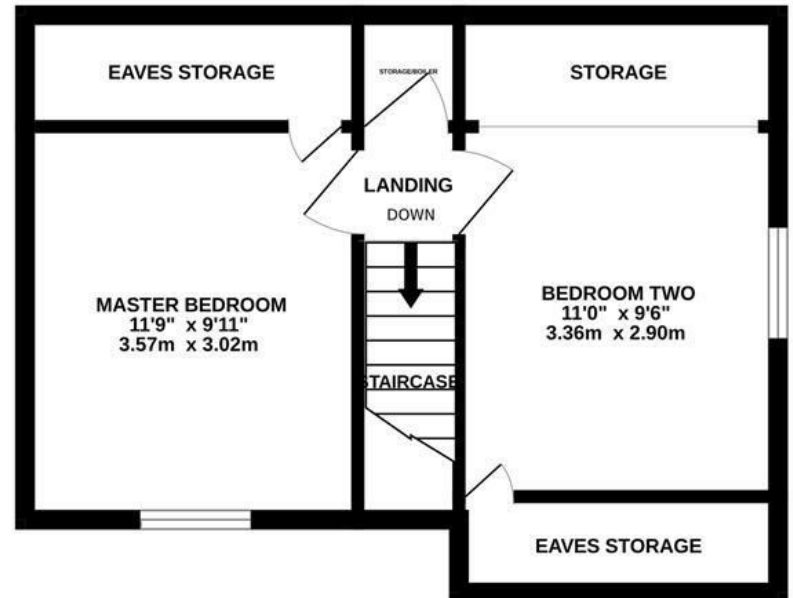 EAVES STORAGE
STORAGE/BOILER
STORAGE
LANDING
DOWN
MASTER BEDROOM
11'9" x 9'11"
3.57m x 3.02m
BEDROOM TWO
11'0" x 9'6"
3.36m x 2.90m
STAIRCASE
EAVES STORAGE